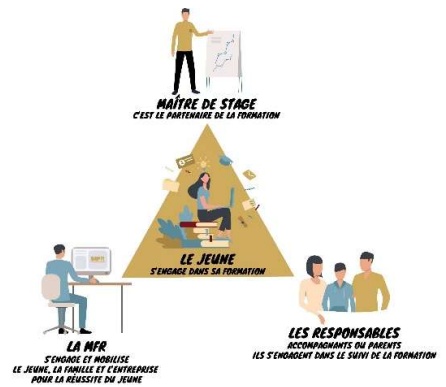 MAÎTRE DE STAGE
C'EST LE PARTENAIRE DE LA FORMATION
LE JEUNE
S'ENGAGE DANS SA FORMATION
LA MFR
S'ENGAGE ET MOBILISE
LE JEUNE, LA FAMILLE ET L'ENTREPRISE
POUR LA RÉUSSITE DU JEUNE
LES RESPONSABLES
ACCOMPAGNANTS OU PARENTS
ILS S'ENGAGENT DANS LE SUIVI DE LA FORMATION